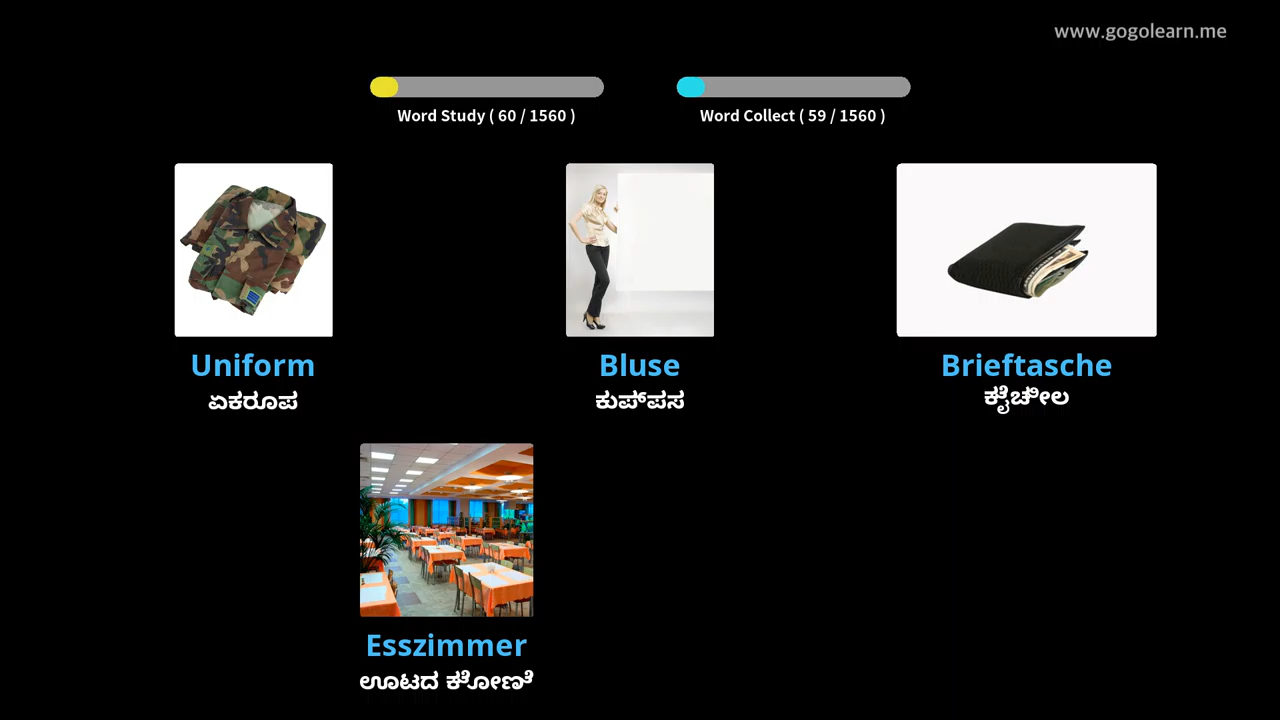 www.gogolearn.me
Word Study ( 60 / 1560 )
Word Collect ( 59 / 1560 )
Uniform
ಏಕರೂಪ
Bluse
ಕುಪ್ಪಸ
Brieftasche
ಕೈಚೀಲ
Esszimmer
ಊಟದ ಕೋಣೆ